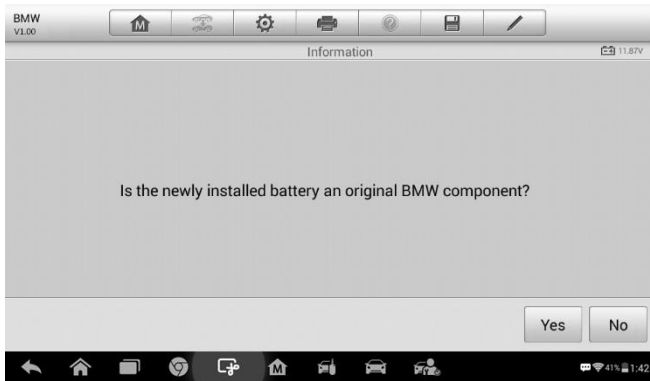 BMW
V1.00
Information
11.87V
Is the newly installed battery an original BMW component?
Yes
No
41% 1:42